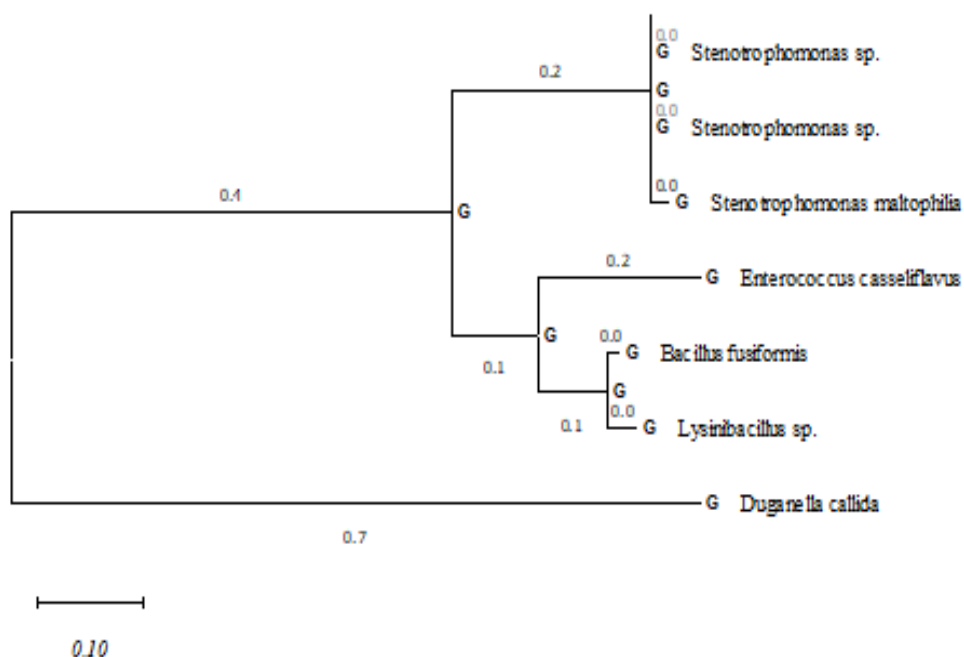 0.0
G Stenotrophomonas sp.
0.2
G
0.0
G Stenotrophomonas sp.
0.0
G Stenotrophomonas maltophilia
0.4
G
0.2
G Enterococcus casseliflavus
G
0.0
G Bacillus fusiformis
0.1
G
0.0
G Lysinibacillus sp.
0.1
G Duganella callida
0.7
0.10